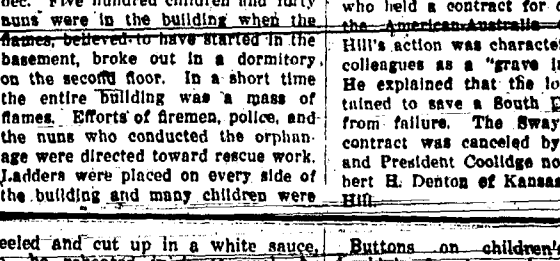 dec. Five hundred children and forty
nuns were in the building when the
flames, believed to have started in the
basement, broke out in a dormitory
on the second floor. In a short time
the entire building was a mass of
flames. Efforts of firemen, police, and
the nuns who conducted the orphan-
age were directed toward rescue work.
Ladders were placed on every side of
the building and many children were
eeled and cut up in a white sauce,
who held a contract for
the American-Australia
Hill's action was characte
colleagues as a "grave
He explained that the lo
tained to save a South
from failure. The Sway
contract was canceled by
and President Coolidge no
bert H. Denton of Kansas
Hill.
Buttons on children's